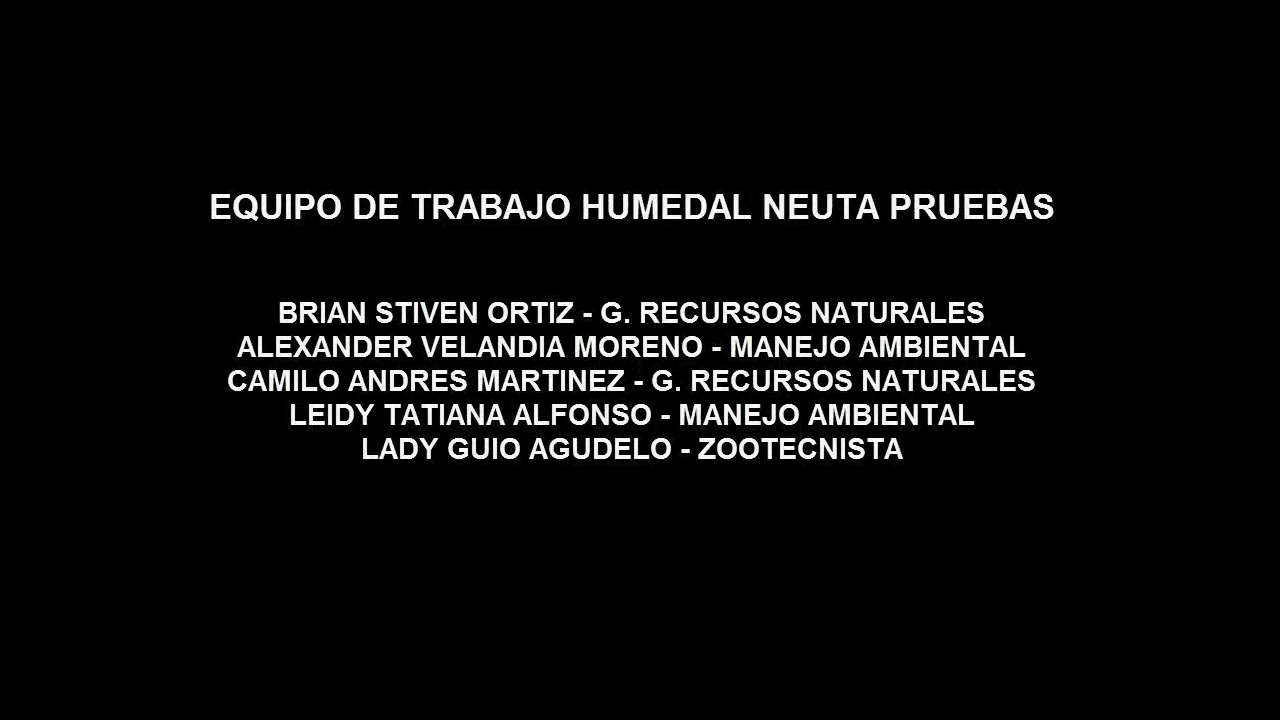 EQUIPO DE TRABAJO HUMEDAL NEUTA PRUEBAS
BRIAN STIVEN ORTIZ - G. RECURSOS NATURALES
ALEXANDER VELANDIA MORENO - MANEJO AMBIENTAL
CAMILO ANDRES MARTINEZ - G. RECURSOS NATURALES
LEIDY TATIANA ALFONSO - MANEJO AMBIENTAL
LADY GUIO AGUDELO - ZOOTECNISTA